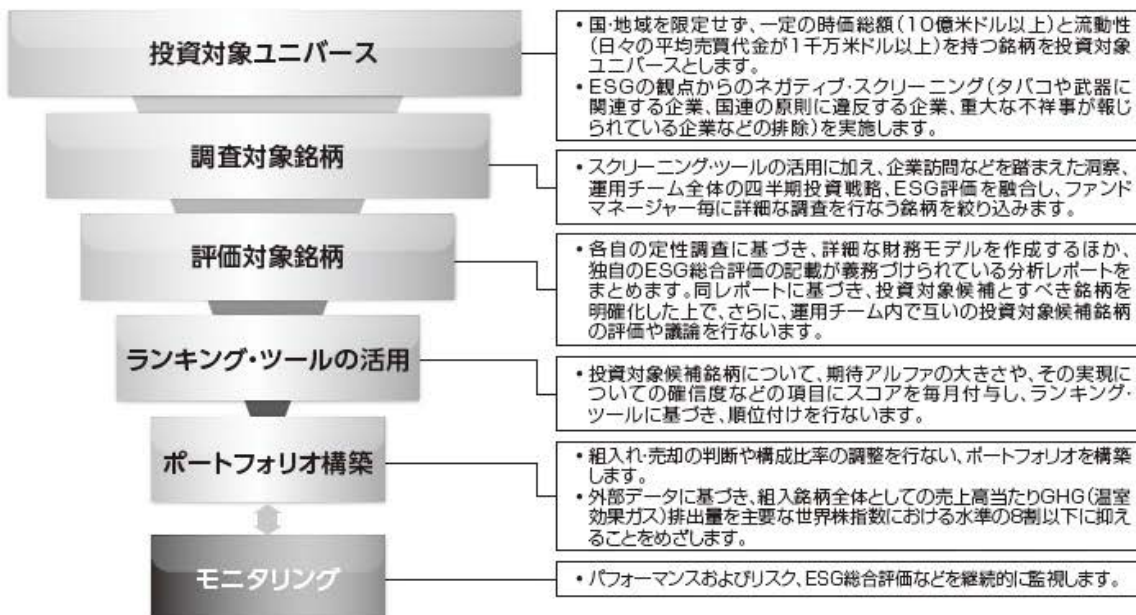 投資対象ユニバース
・国・地域を限定せず、一定の時価総額(10億米ドル以上)と流動性
(日々の平均売買代金が1千万米ドル以上)を持つ銘柄を投資対象
ユニバースとします。
・ESGの観点からのネガティブ・スクリーニング(タバコや武器に
関連する企業、国連の原則に違反する企業、重大な不祥事が報じ
られている企業などの排除)を実施します。
調査対象銘柄
・スクリーニング・ツールの活用に加え、企業訪問などを踏まえた洞察、
運用チーム全体の四半期投資戦略、ESG評価を融合し、ファンド
マネージャー毎に詳細な調査を行なう銘柄を絞り込みます。
評価対象銘柄
・各自の定性調査に基づき、詳細な財務モデルを作成するほか、
独自のESG総合評価の記載が義務づけられている分析レポートを
まとめます。同レポートに基づき、投資対象候補とすべき銘柄を
明確化した上で、さらに、運用チーム内で互いの投資対象候補銘柄
の評価や議論を行ないます。
ランキング・ツールの活用
・投資対象候補銘柄について、期待アルファの大きさや、その実現に
ついての確信度などの項目にスコアを毎月付与し、ランキング・
ツールに基づき、順位付けを行ないます。
ポートフォリオ構築
・組入れ・売却の判断や構成比率の調整を行ない、ポートフォリオを構築
します。
・外部データに基づき、組入銘柄全体としての売上高当たりGHG(温室
効果ガス)排出量を主要な世界株指数における水準の8割以下に抑え
ることをめざします。
モニタリング
・パフォーマンスおよびリスク、ESG総合評価などを継続的に監視します。